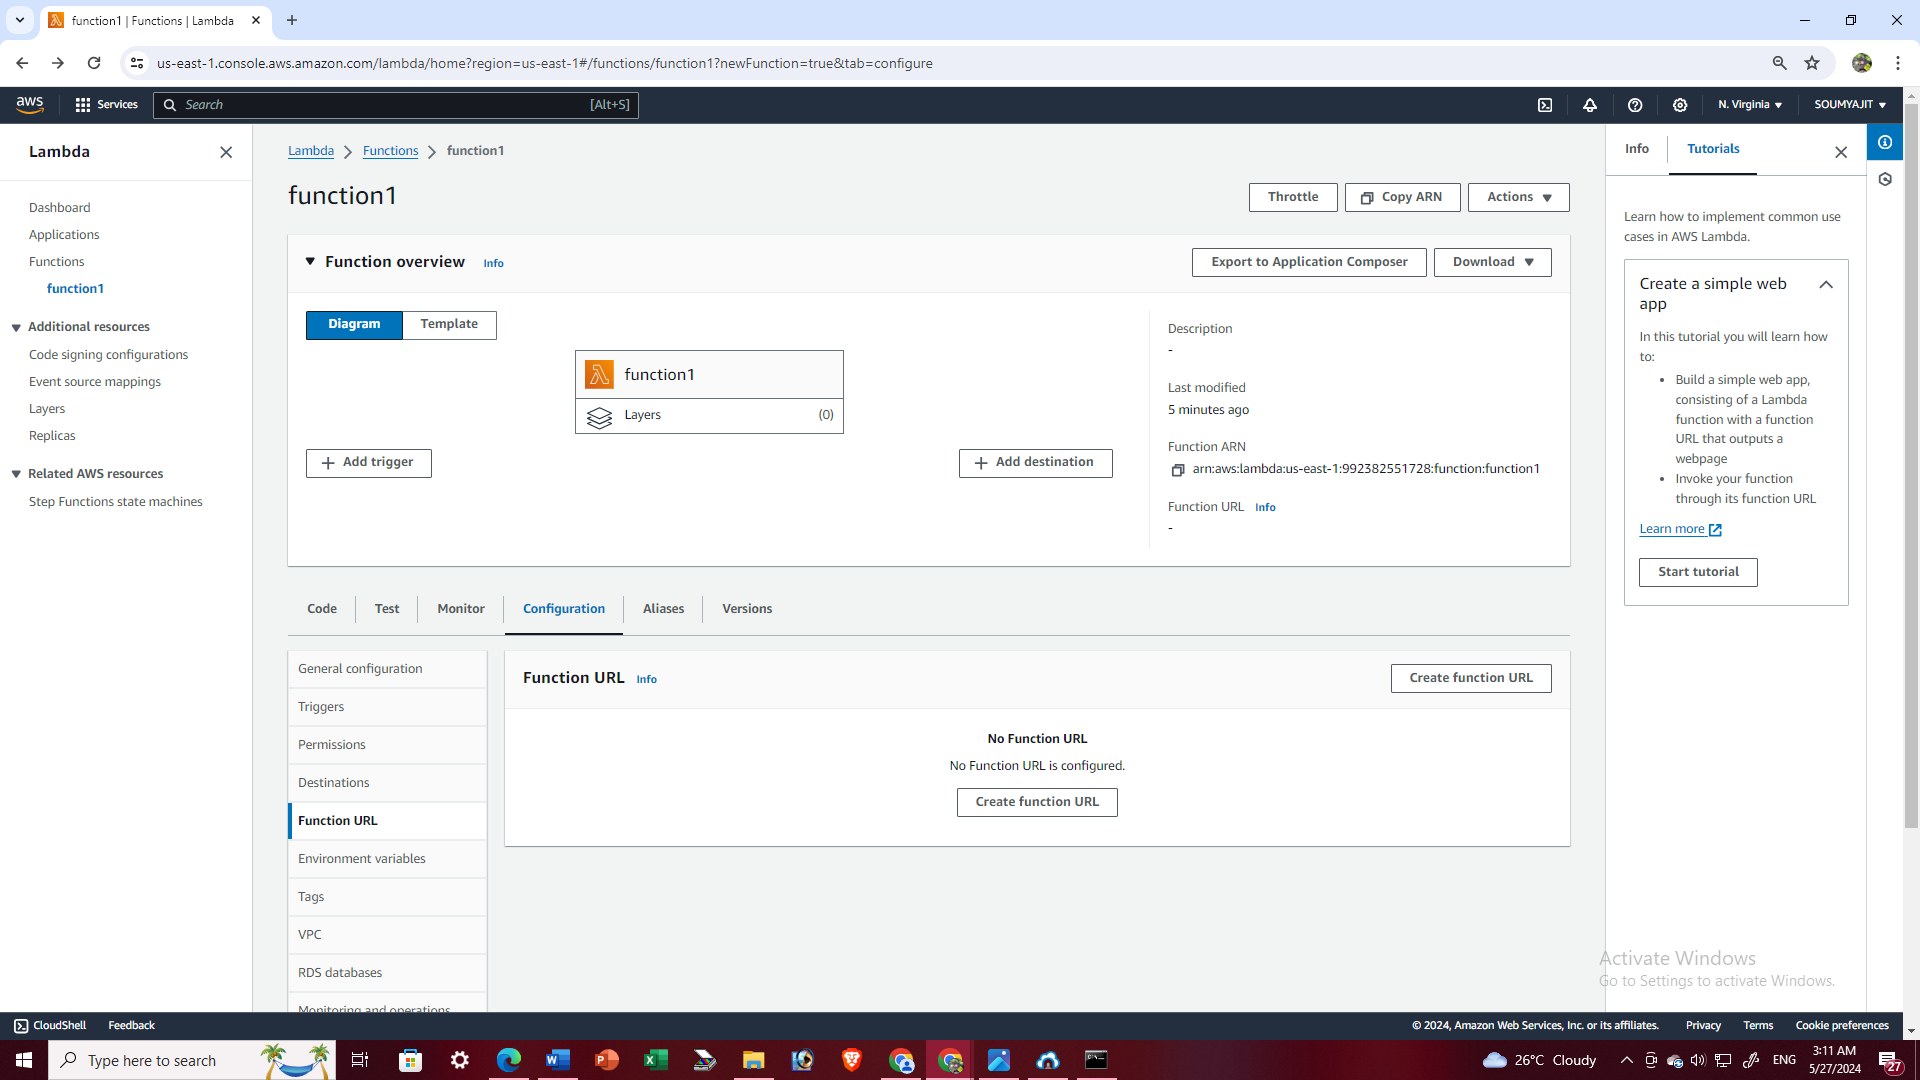 function1 | Functions | Lambda
us-east-1.console.aws.amazon.com/lambda/home?region=us-east-1#/functions/function1?newFunction=true&tab=configure
aws
Services
Search
[Alt+S]
N. Virginia
SOUMYAJIT
Lambda
Dashboard
Applications
Functions
function1
Additional resources
Code signing configurations
Event source mappings
Layers
Replicas
Related AWS resources
Step Functions state machines
Lambda
Functions
function1
function1
Throttle
Copy ARN
Actions
Function overview
Info
Export to Application Composer
Download
Diagram
Template
function1
Layers
(0)
Add trigger
Add destination
Description
-
Last modified
5 minutes ago
Function ARN
arn:aws:lambda:us-east-1:992382551728:function:function1
Function URL
Info
-
Code
Test
Monitor
Configuration
Aliases
Versions
General configuration
Triggers
Permissions
Destinations
Function URL
Environment variables
Tags
VPC
RDS databases
Monitoring and operations
Function URL
Info
Create function URL
No Function URL
No Function URL is configured.
Create function URL
Info
Tutorials
Learn how to implement common use
cases in AWS Lambda.
Create a simple web
app
In this tutorial you will learn how
to:
• Build a simple web app,
consisting of a Lambda
function with a function
URL that outputs a
webpage
• Invoke your function
through its function URL
Learn more
Start tutorial
Activate Windows
Go to Settings to activate Windows.
CloudShell
Feedback
© 2024, Amazon Web Services, Inc. or its affiliates.
Privacy
Terms
Cookie preferences
Type here to search
26°C Cloudy
ENG
3:11 AM
5/27/2024
27